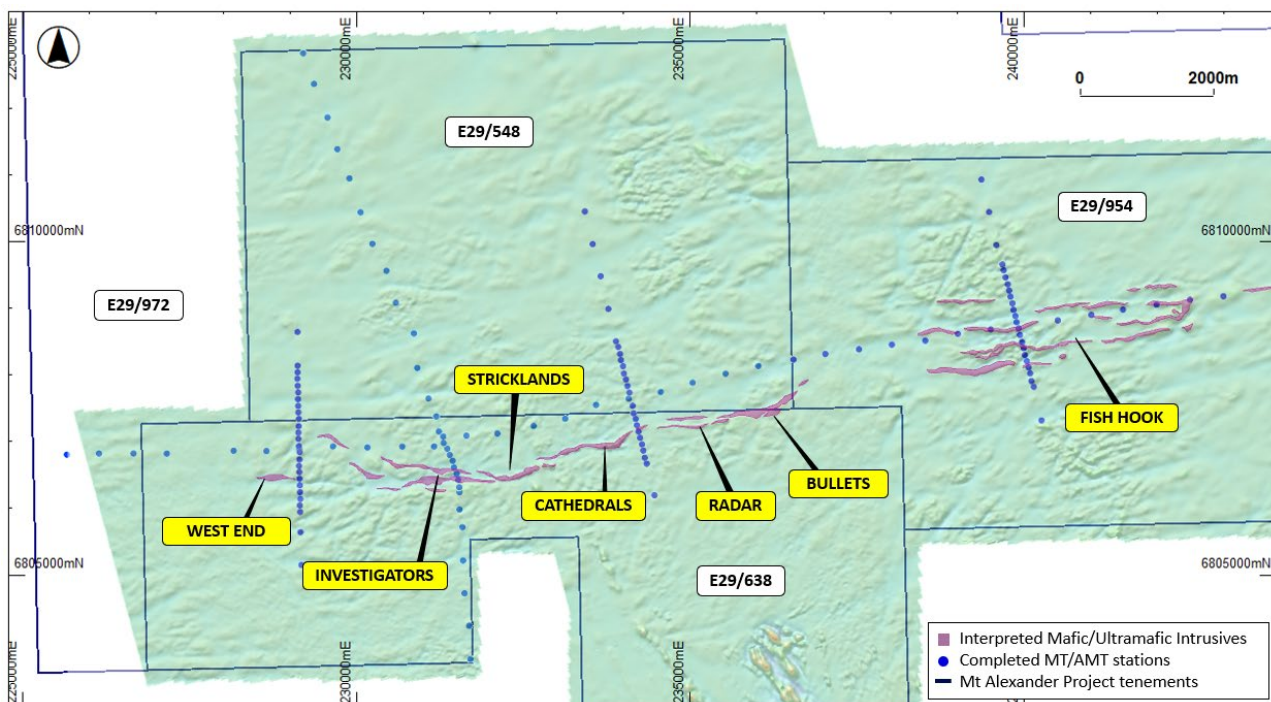 225000mE
230000mE
235000mE
240000mE
0 2000m
E29/548
E29/954
6810000mN
6810000mN
E29/972
STRICKLANDS
FISH HOOK
BULLETS
CATHEDRALS
RADAR
WEST END
INVESTIGATORS
6805000mN
6805000mN
E29/638
225000mE
230000mE
235000mE
Interpreted Mafic/Ultramafic Intrusives
Completed MT/AMT stations
Mt Alexander Project tenements